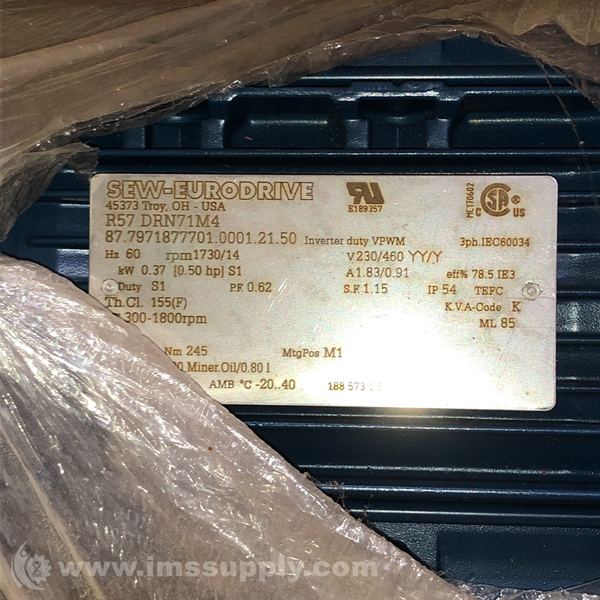 SEW-EURODRIVE
45373 Troy, OH - USA
E189357
MC170602
C US
R57 DRN71M4
87.7971877701.0001.21.50 Inverter duty VPWM 3ph.IEC60034
Hz 60 rpm 1730/14 V 230/460 YY/Y
kW 0.37 [0.50 hp] S1 A 1.83/0.91 eff% 78.5 IE3
Duty S1 P.F. 0.62 S.F. 1.15 IP 54 TEFC
Th.Cl. 155(F) K.V.A-Code K
300-1800rpm ML 85
Nm 245 MtgPos M1
Miner.Oil/0.80 l
AMB °C -20..40 188 573
www.imssupply.com